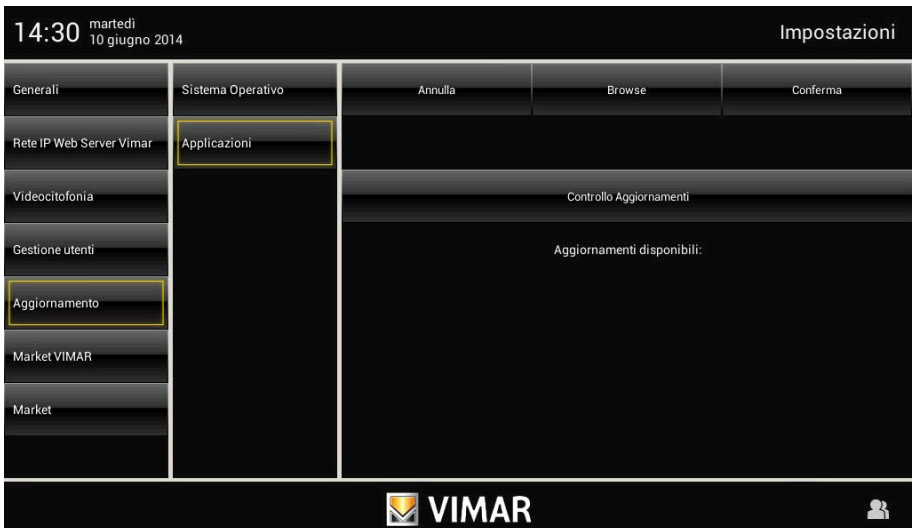 14:30 martedì
10 giugno 2014
Impostazioni
Generali
Rete IP Web Server Vimar
Videocitofonia
Gestione utenti
Aggiornamento
Market VIMAR
Market
Sistema Operativo
Applicazioni
Annulla
Browse
Conferma
Controllo Aggiornamenti
Aggiornamenti disponibili:
VIMAR